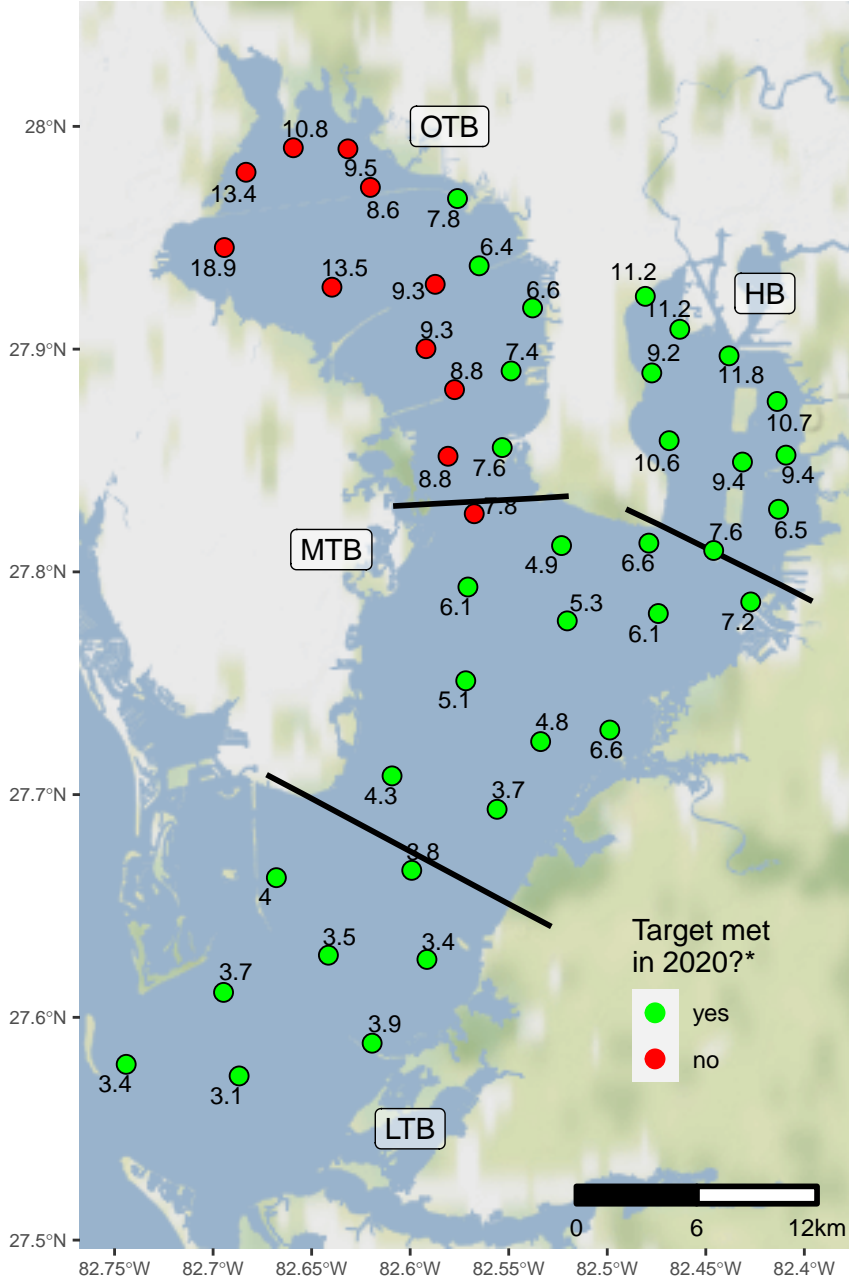 28°N
27.9°N
27.8°N
27.7°N
27.6°N
27.5°N
OTB
10.8
9.5
13.4
8.6
7.8
6.4
18.9
13.5
9.3
6.6
11.2
HB
11.2
9.3
7.4
9.2
8.8
11.8
10.7
10.6
7.6
8.8
9.4
9.4
7.8
6.5
MTB
7.6
4.9
6.6
6.1
5.3
6.1
7.2
5.1
4.8
6.6
4.3
3.7
3.8
4
3.5
3.4
3.7
3.9
3.4
3.1
LTB
Target met
in 2020?*
yes
no
0 6 12km
82.75°W 82.7°W 82.65°W 82.6°W 82.55°W 82.5°W 82.45°W 82.4°W